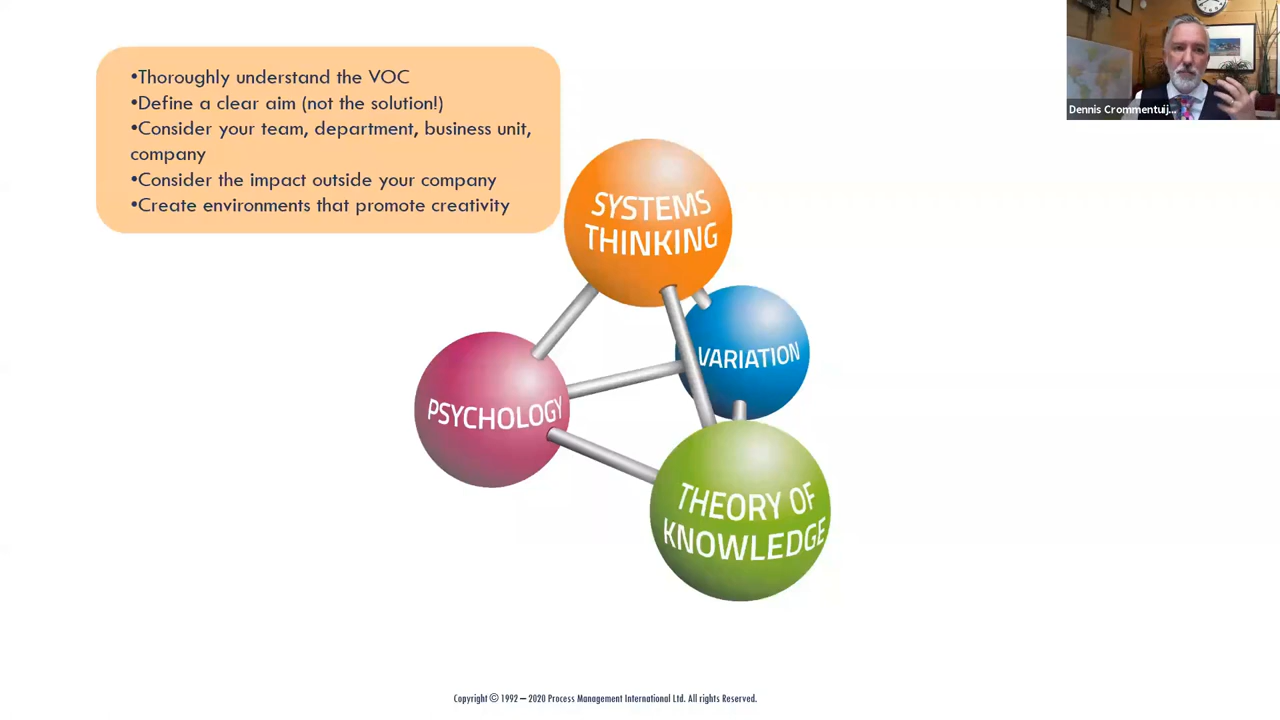 •Thoroughly understand the VOC
•Define a clear aim (not the solution!)
•Consider your team, department, business unit,
company
•Consider the impact outside your company
•Create environments that promote creativity
Dennis Crommentuij...
SYSTEMS
THINKING
VARIATION
PSYCHOLOGY
THEORY OF
KNOWLEDGE
Copyright © 1992 – 2020 Process Management International Ltd. All rights Reserved.